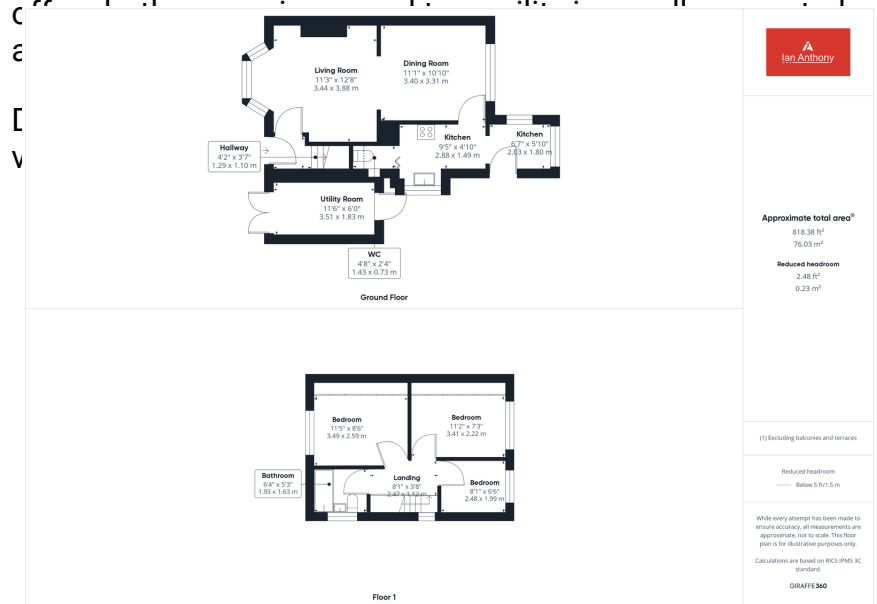 Ian Anthony
Living Room
11'3" x 12'8"
3.44 x 3.88 m
Dining Room
11'1" x 10'10"
3.40 x 3.31 m
Kitchen
9'5" x 4'10"
2.88 x 1.49 m
Kitchen
6'7" x 5'10"
2.03 x 1.80 m
Hallway
4'2" x 3'7"
1.29 x 1.10 m
Utility Room
11'6" x 6'0"
3.51 x 1.83 m
WC
4'8" x 2'4"
1.43 x 0.73 m
Ground Floor
Approximate total area(1)
818.38 ft²
76.03 m²
Reduced headroom
2.48 ft²
0.23 m²
Bedroom
11'5" x 8'6"
3.49 x 2.59 m
Bedroom
11'2" x 7'3"
3.41 x 2.22 m
Bathroom
6'4" x 5'3"
1.93 x 1.63 m
Landing
8'1" x 3'8"
2.47 x 1.12 m
Bedroom
8'1" x 6'6"
2.48 x 1.99 m
Floor 1
(1) Excluding balconies and terraces
Reduced headroom
Below 5 ft/1.5 m
While every attempt has been made to
ensure accuracy, all measurements are
approximate, not to scale. This floor
plan is for illustrative purposes only.
Calculations are based on RICS IPMS 3C
standard.
GIRAFFE360